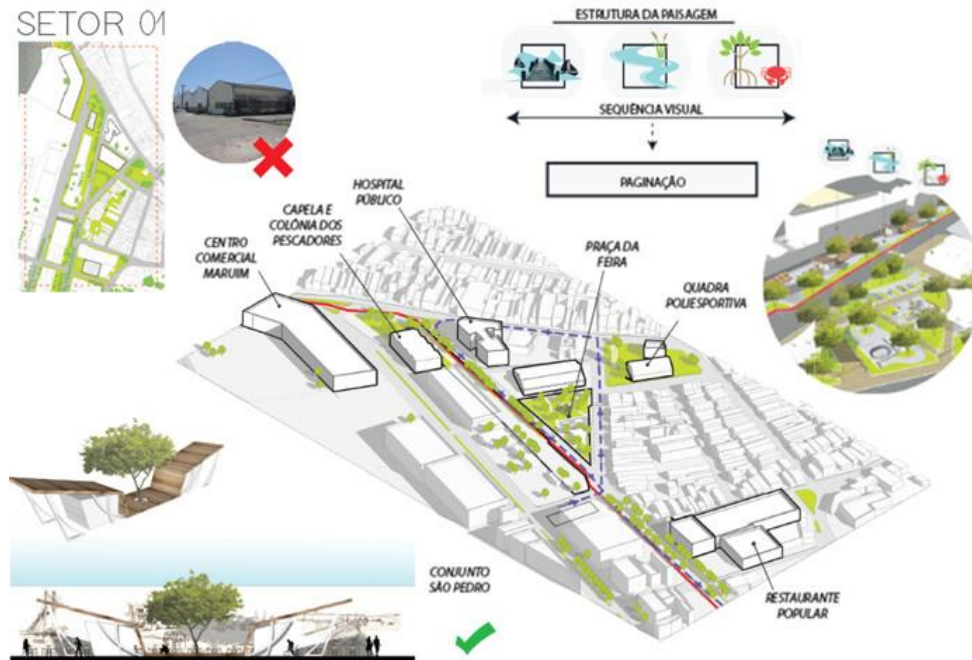 SETOR 01
ESTRUTURA DA PAISAGEM
SEQUÊNCIA VISUAL
PAGINAÇÃO
HOSPITAL
PÚBLICO
CAPELA E
COLÔNIA DOS
PESCADORES
CENTRO
COMERCIAL
MARUIM
PRAÇA DA
FEIRA
QUADRA
POLIESPORTIVA
CONJUNTO
SÃO PEDRO
RESTAURANTE
POPULAR